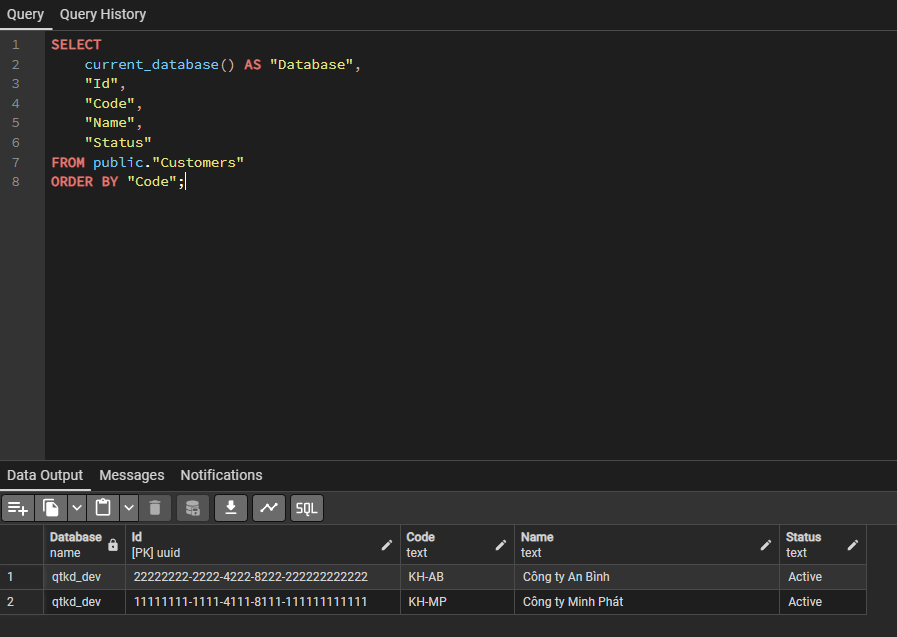 Query Query History
1 SELECT
2 current_database() AS "Database",
3 "Id",
4 "Code",
5 "Name",
6 "Status"
7 FROM public."Customers"
8 ORDER BY "Code";
Data Output Messages Notifications
SQL
Database Id Code Name Status
name [PK] uuid text text text
1 qtkd_dev 22222222-2222-4222-8222-222222222222 KH-AB Công ty An Bình Active
2 qtkd_dev 11111111-1111-4111-8111-111111111111 KH-MP Công ty Minh Phát Active